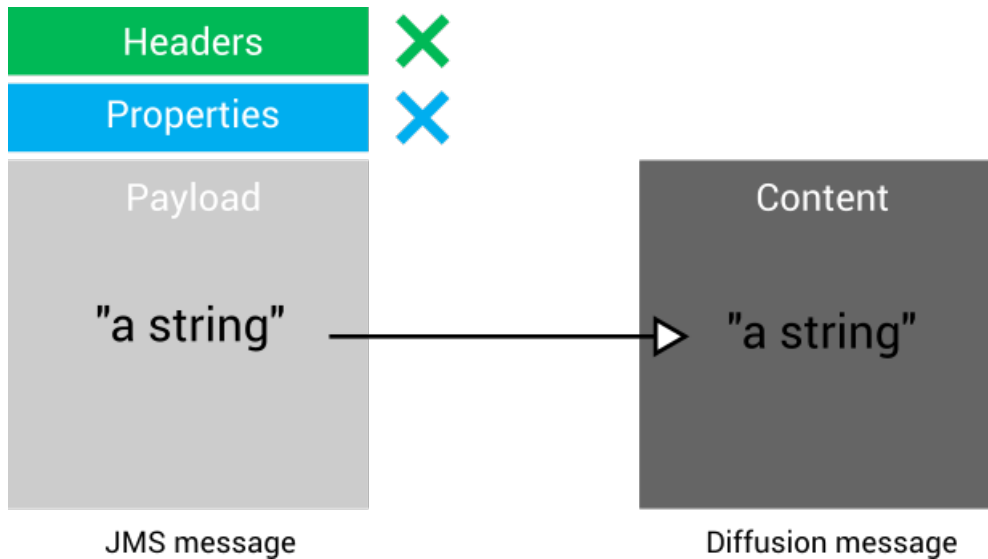 Headers
Properties
Payload
Content
"a string"
"a string"
JMS message
Diffusion message